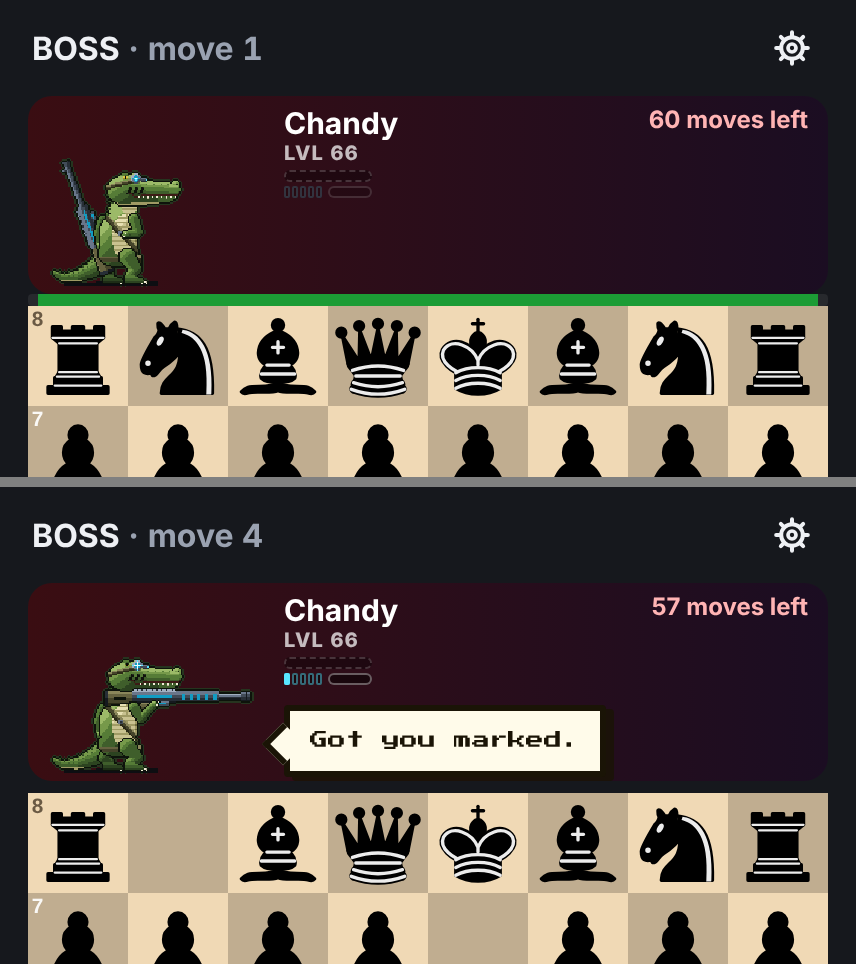 BOSS · move 1
Chandy
60 moves left
LVL 66
8
7
BOSS · move 4
Chandy
57 moves left
LVL 66
Got you marked.
8
7